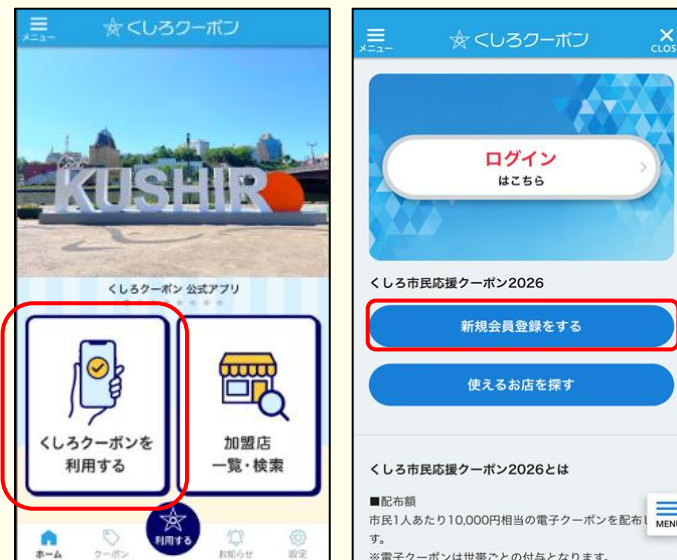 メニュー
くしろクーポン
KUSHIRO
くしろクーポン 公式アプリ
くしろクーポンを
利用する
加盟店
一覧・検索
ホーム
クーポン
利用する
お知らせ
設定
メニュー
くしろクーポン
CLOS
ログイン
はこちら
くしろ市民応援クーポン2026
新規会員登録をする
使えるお店を探す
くしろ市民応援クーポン2026とは
■配布額
市民1人あたり10,000円相当の電子クーポンを配布し
す。
MENU
※電子クーポンは世帯ごとの付与となります。